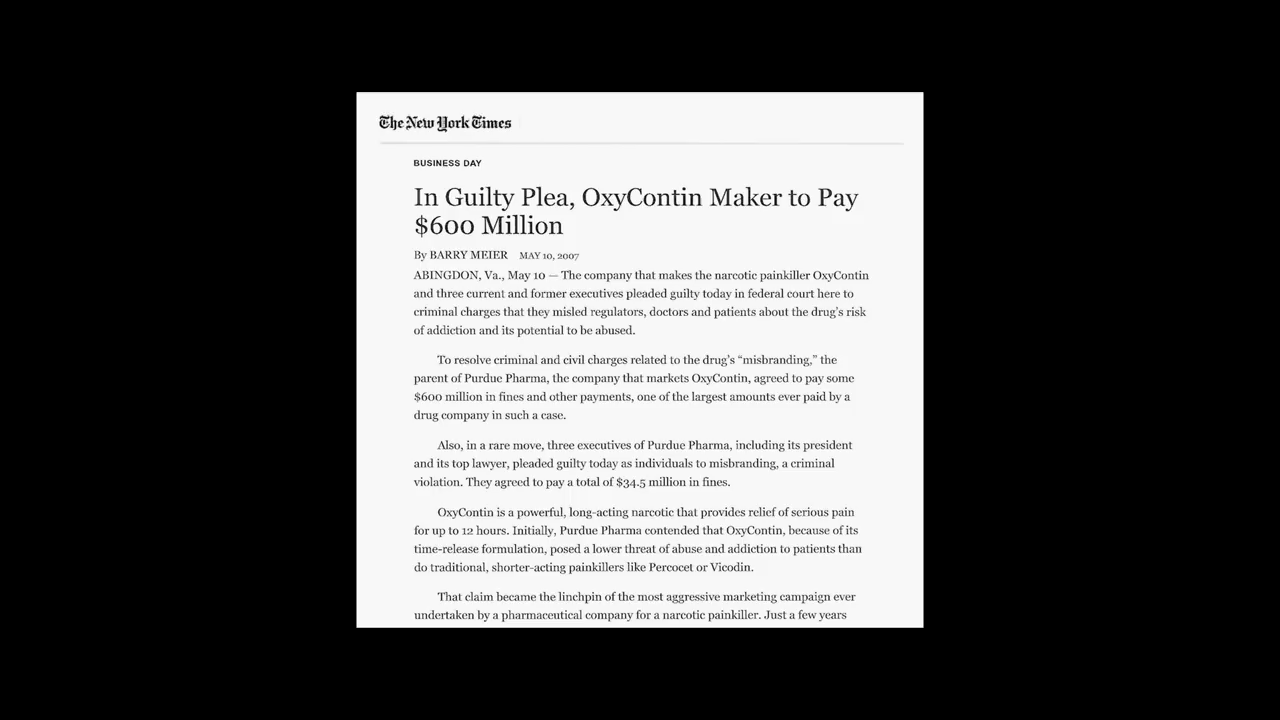 The New York Times
BUSINESS DAY
In Guilty Plea, OxyContin Maker to Pay
$600 Million
By BARRY MEIER MAY 10, 2007
ABINGDON, Va., May 10 — The company that makes the narcotic painkiller OxyContin
and three current and former executives pleaded guilty today in federal court here to
criminal charges that they misled regulators, doctors and patients about the drug's risk
of addiction and its potential to be abused.
To resolve criminal and civil charges related to the drug's “misbranding,” the
parent of Purdue Pharma, the company that markets OxyContin, agreed to pay some
$600 million in fines and other payments, one of the largest amounts ever paid by a
drug company in such a case.
Also, in a rare move, three executives of Purdue Pharma, including its president
and its top lawyer, pleaded guilty today as individuals to misbranding, a criminal
violation. They agreed to pay a total of $34.5 million in fines.
OxyContin is a powerful, long-acting narcotic that provides relief of serious pain
for up to 12 hours. Initially, Purdue Pharma contended that OxyContin, because of its
time-release formulation, posed a lower threat of abuse and addiction to patients than
do traditional, shorter-acting painkillers like Percocet or Vicodin.
That claim became the linchpin of the most aggressive marketing campaign ever
undertaken by a pharmaceutical company for a narcotic painkiller. Just a few years